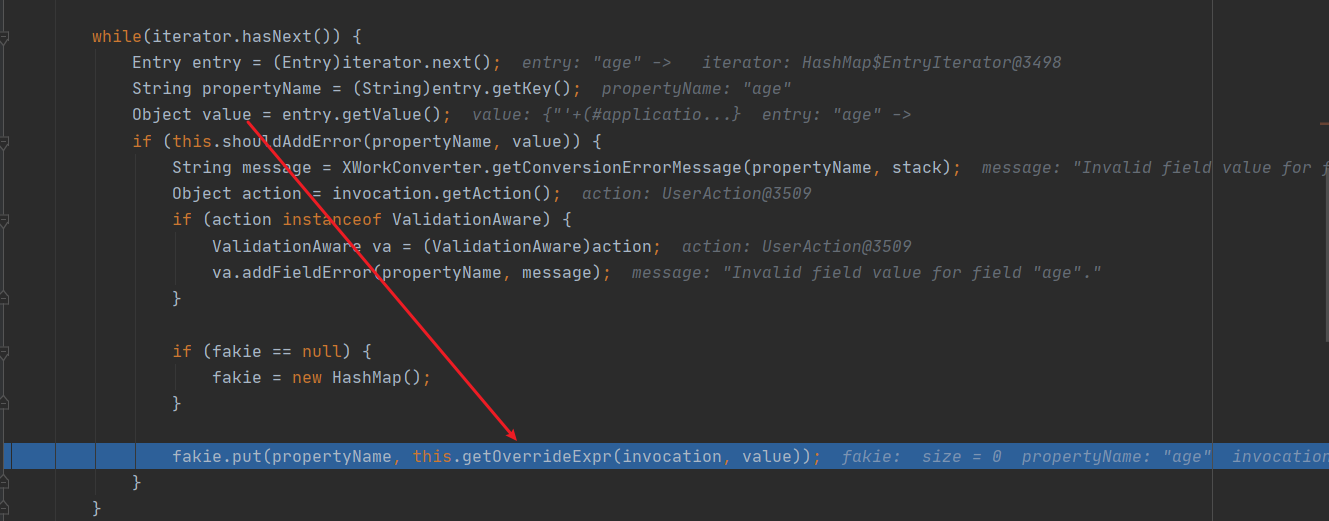 while(iterator.hasNext()) {
Entry entry = (Entry)iterator.next(); entry: "age" -> iterator: HashMap$EntryIterator@3498
String propertyName = (String)entry.getKey(); propertyName: "age"
Object value = entry.getValue(); value: {"'+(#applicatio...} entry: "age" ->
if (this.shouldAddError(propertyName, value)) {
String message = XWorkConverter.getConversionErrorMessage(propertyName, stack); message: "Invalid field value for f
Object action = invocation.getAction(); action: UserAction@3509
if (action instanceof ValidationAware) {
ValidationAware va = (ValidationAware)action; action: UserAction@3509
va.addFieldError(propertyName, message); message: "Invalid field value for field "age"."
}
if (fakie == null) {
fakie = new HashMap();
}
fakie.put(propertyName, this.getOverrideExpr(invocation, value)); fakie: size = 0 propertyName: "age" invocation
}
}